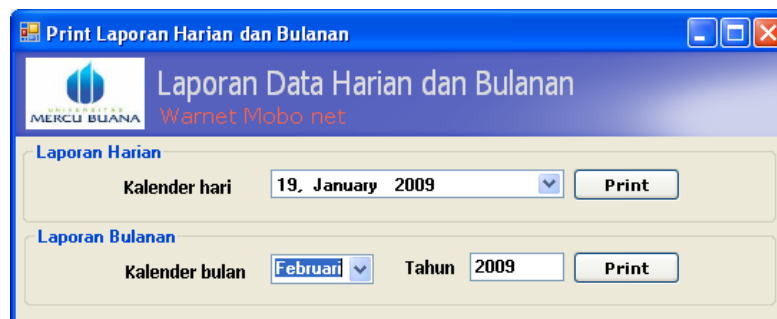 Print Laporan Harian dan Bulanan
Laporan Data Harian dan Bulanan
UNIVERSITAS
MERCU BUANA
Warnet Mobo net
Laporan Harian
Kalender hari 19, January 2009 Print
Laporan Bulanan
Kalender bulan Februari Tahun 2009 Print